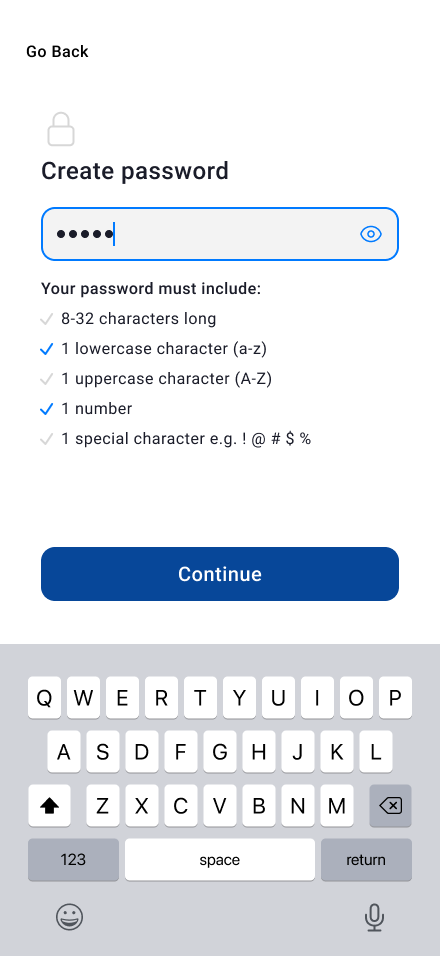 Go Back
Create password
•••••
Your password must include:
8-32 characters long
1 lowercase character (a-z)
1 uppercase character (A-Z)
1 number
1 special character e.g. ! @ # $ %
Continue
Q W E R T Y U I O P
A S D F G H J K L
Z X C V B N M
123 space return